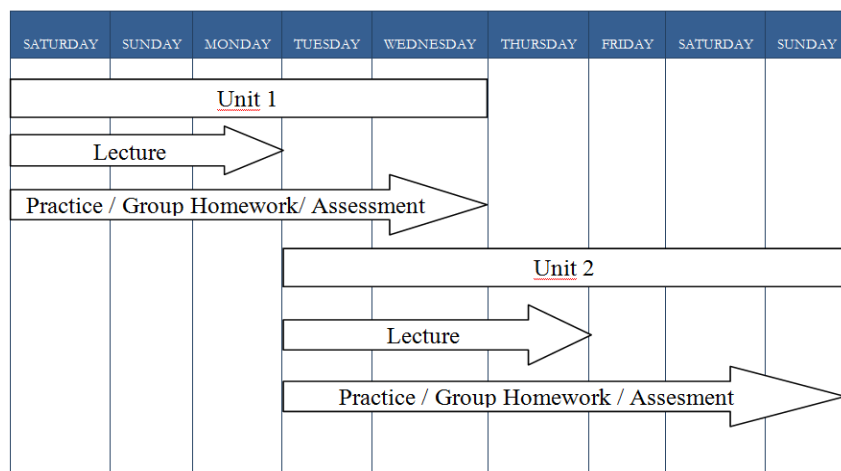 SATURDAY SUNDAY MONDAY TUESDAY WEDNESDAY THURSDAY FRIDAY SATURDAY SUNDAY
Unit 1
Lecture
Practice / Group Homework/ Assessment
Unit 2
Lecture
Practice / Group Homework / Assesment